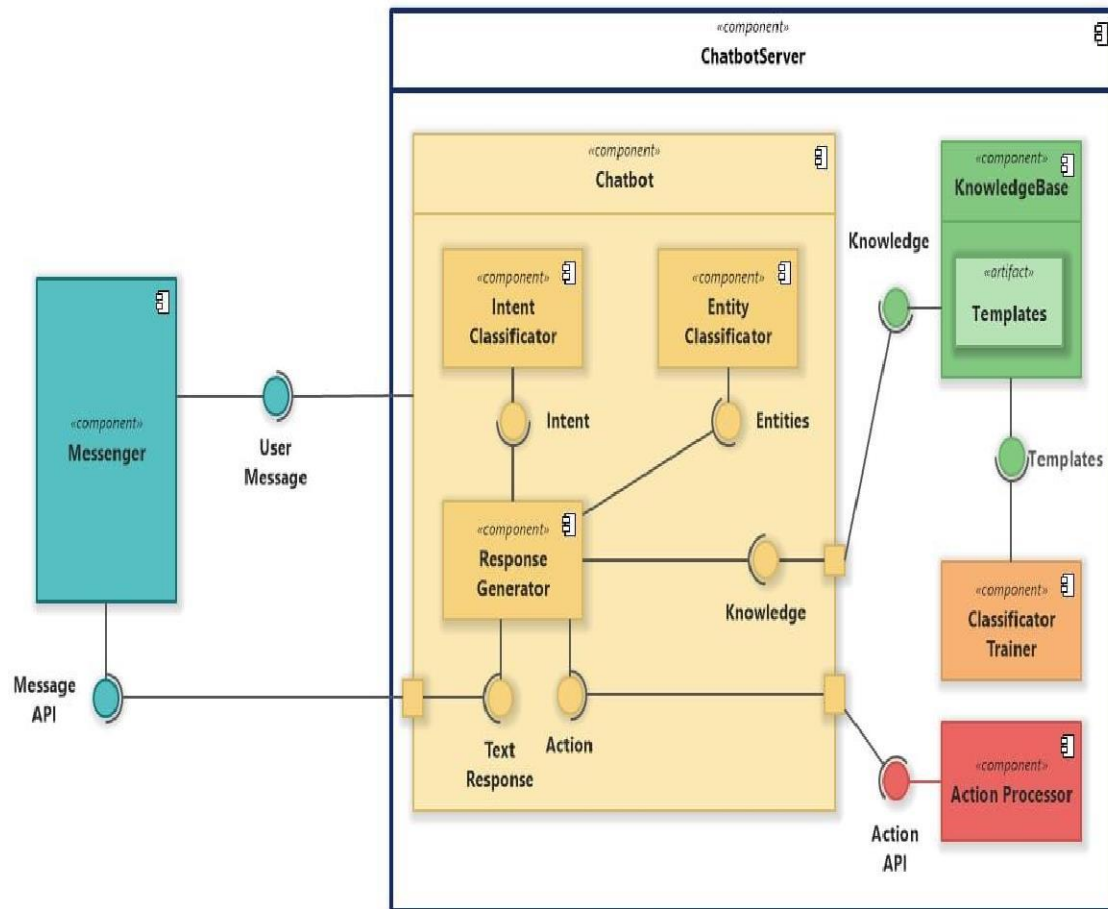 «component»
ChatbotServer
«component»
Chatbot
«component»
KnowledgeBase
Knowledge
«artifact»
Templates
«component»
Intent
Classificator
«component»
Entity
Classificator
«component»
Messenger
User
Message
Intent
Entities
Templates
«component»
Response
Generator
Knowledge
«component»
Classificator
Trainer
Message
API
Text
Response
Action
«component»
Action Processor
Action
API